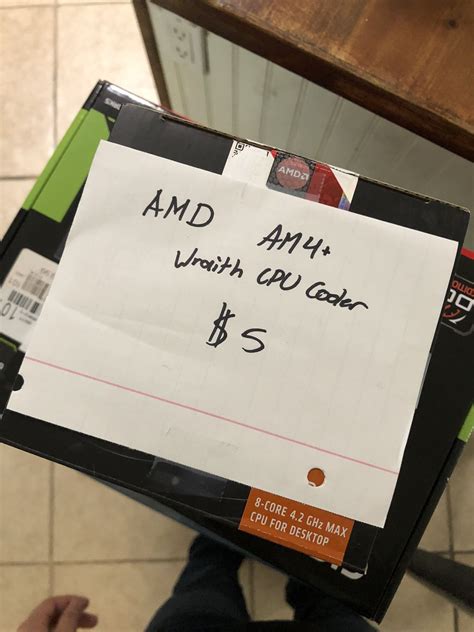 AMD
AMD AM4+
Wraith CPU Cooler
$5
8-CORE 4.2 GHz MAX
CPU FOR DESKTOP